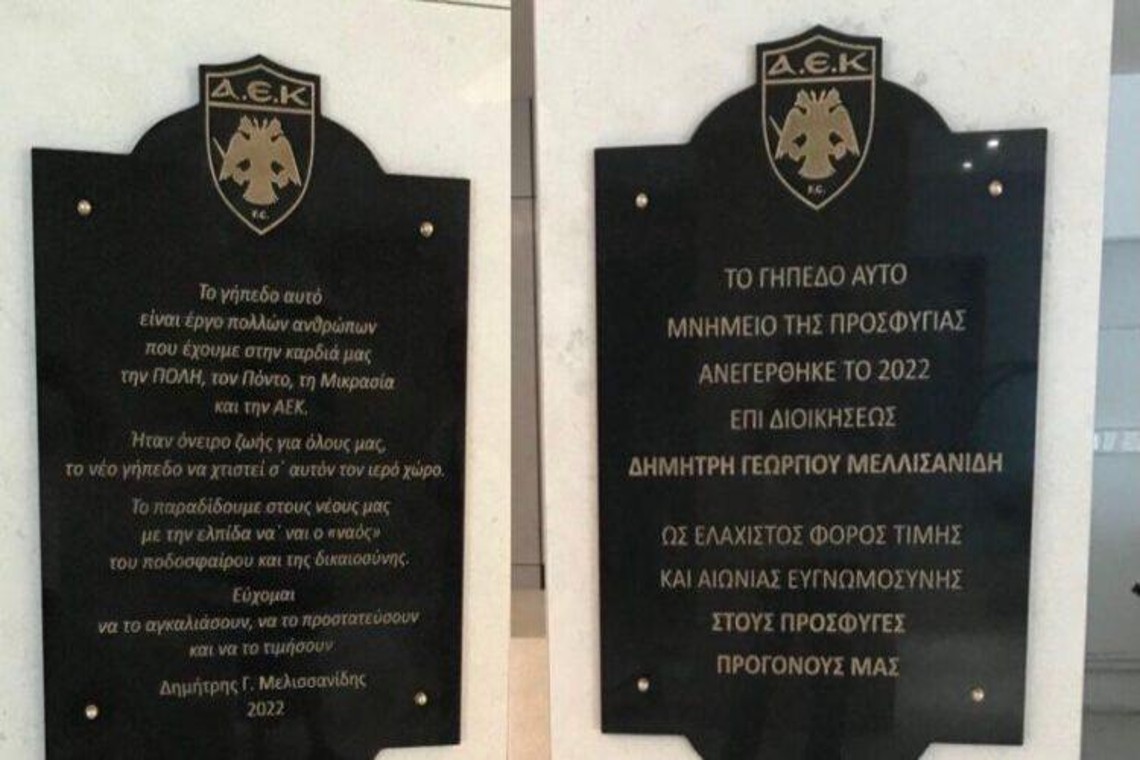 Α.Є.Κ
F.C.
Το γήπεδο αυτό
είναι έργο πολλών ανθρώπων
που έχουμε στην καρδιά μας
την ΠΟΛΗ, τον Πόντο, τη Μικρασία
και την ΑΕΚ.
Ήταν όνειρο ζωής για όλους μας,
το νέο γήπεδο να χτιστεί σ΄ αυτόν τον ιερό χώρο.
Το παραδίδουμε στους νέους μας
με την ελπίδα να΄ ναι ο «ναός»
του ποδοσφαίρου και της δικαιοσύνης.
Εύχομαι
να το αγκαλιάσουν, να το προστατεύσουν
και να το τιμήσουν
Δημήτρης Γ. Μελισσανίδης
2022
Α.Є.Κ
F.C.
ΤΟ ΓΗΠΕΔΟ ΑΥΤΟ
ΜΝΗΜΕΙΟ ΤΗΣ ΠΡΟΣΦΥΓΙΑΣ
ΑΝΕΓΕΡΘΗΚΕ ΤΟ 2022
ΕΠΙ ΔΙΟΙΚΗΣΕΩΣ
ΔΗΜΗΤΡΗ ΓΕΩΡΓΙΟΥ ΜΕΛΛΙΣΑΝΙΔΗ
ΩΣ ΕΛΑΧΙΣΤΟΣ ΦΟΡΟΣ ΤΙΜΗΣ
ΚΑΙ ΑΙΩΝΙΑΣ ΕΥΓΝΩΜΟΣΥΝΗΣ
ΣΤΟΥΣ ΠΡΟΣΦΥΓΕΣ
ΠΡΟΓΟΝΟΥΣ ΜΑΣ